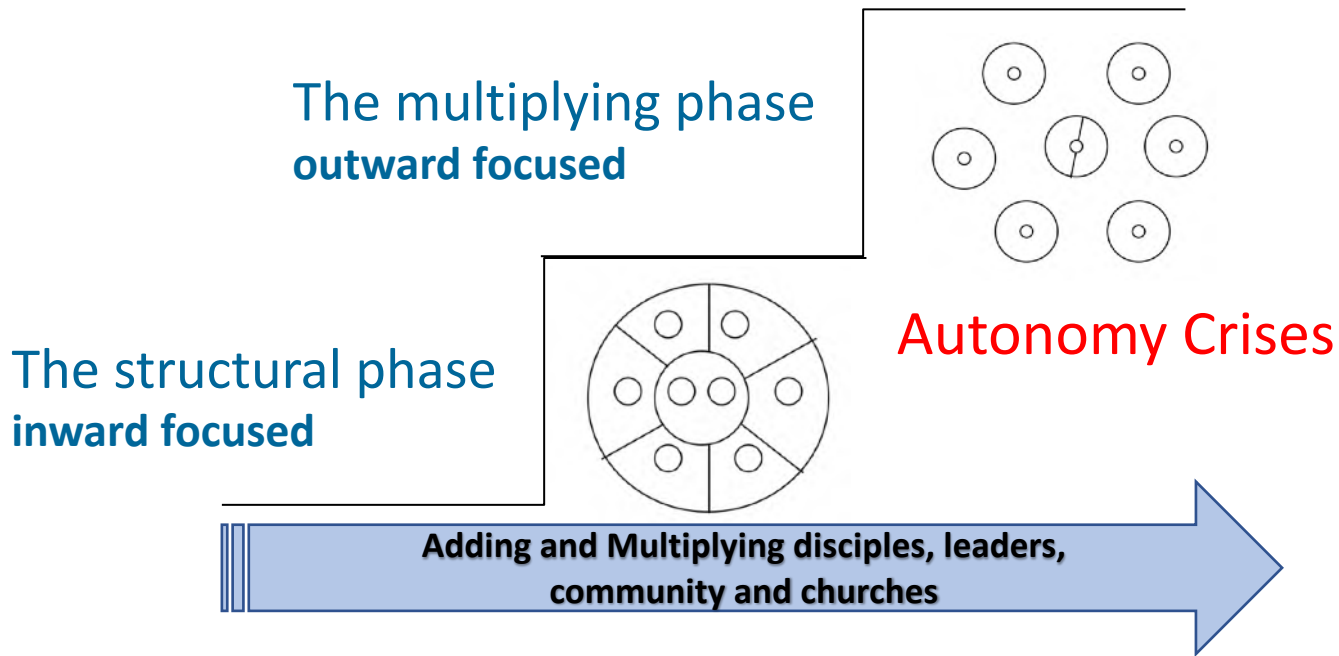 The multiplying phase
outward focused
Autonomy Crises
The structural phase
inward focused
Adding and Multiplying disciples, leaders,
community and churches